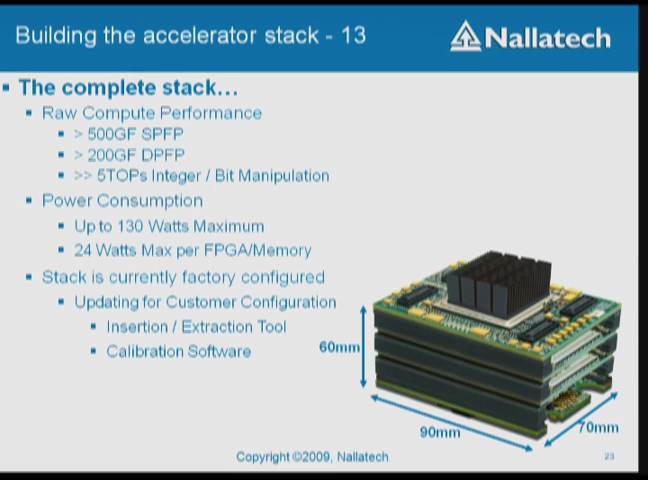 Building the accelerator stack - 13
Nallatech
The complete stack...
Raw Compute Performance
> 500GF SPFP
> 200GF DPFP
>> 5TOPs Integer / Bit Manipulation
Power Consumption
Up to 130 Watts Maximum
24 Watts Max per FPGA/Memory
Stack is currently factory configured
Updating for Customer Configuration
Insertion / Extraction Tool
Calibration Software
60mm
90mm
70mm
Copyright ©2009, Nallatech
23